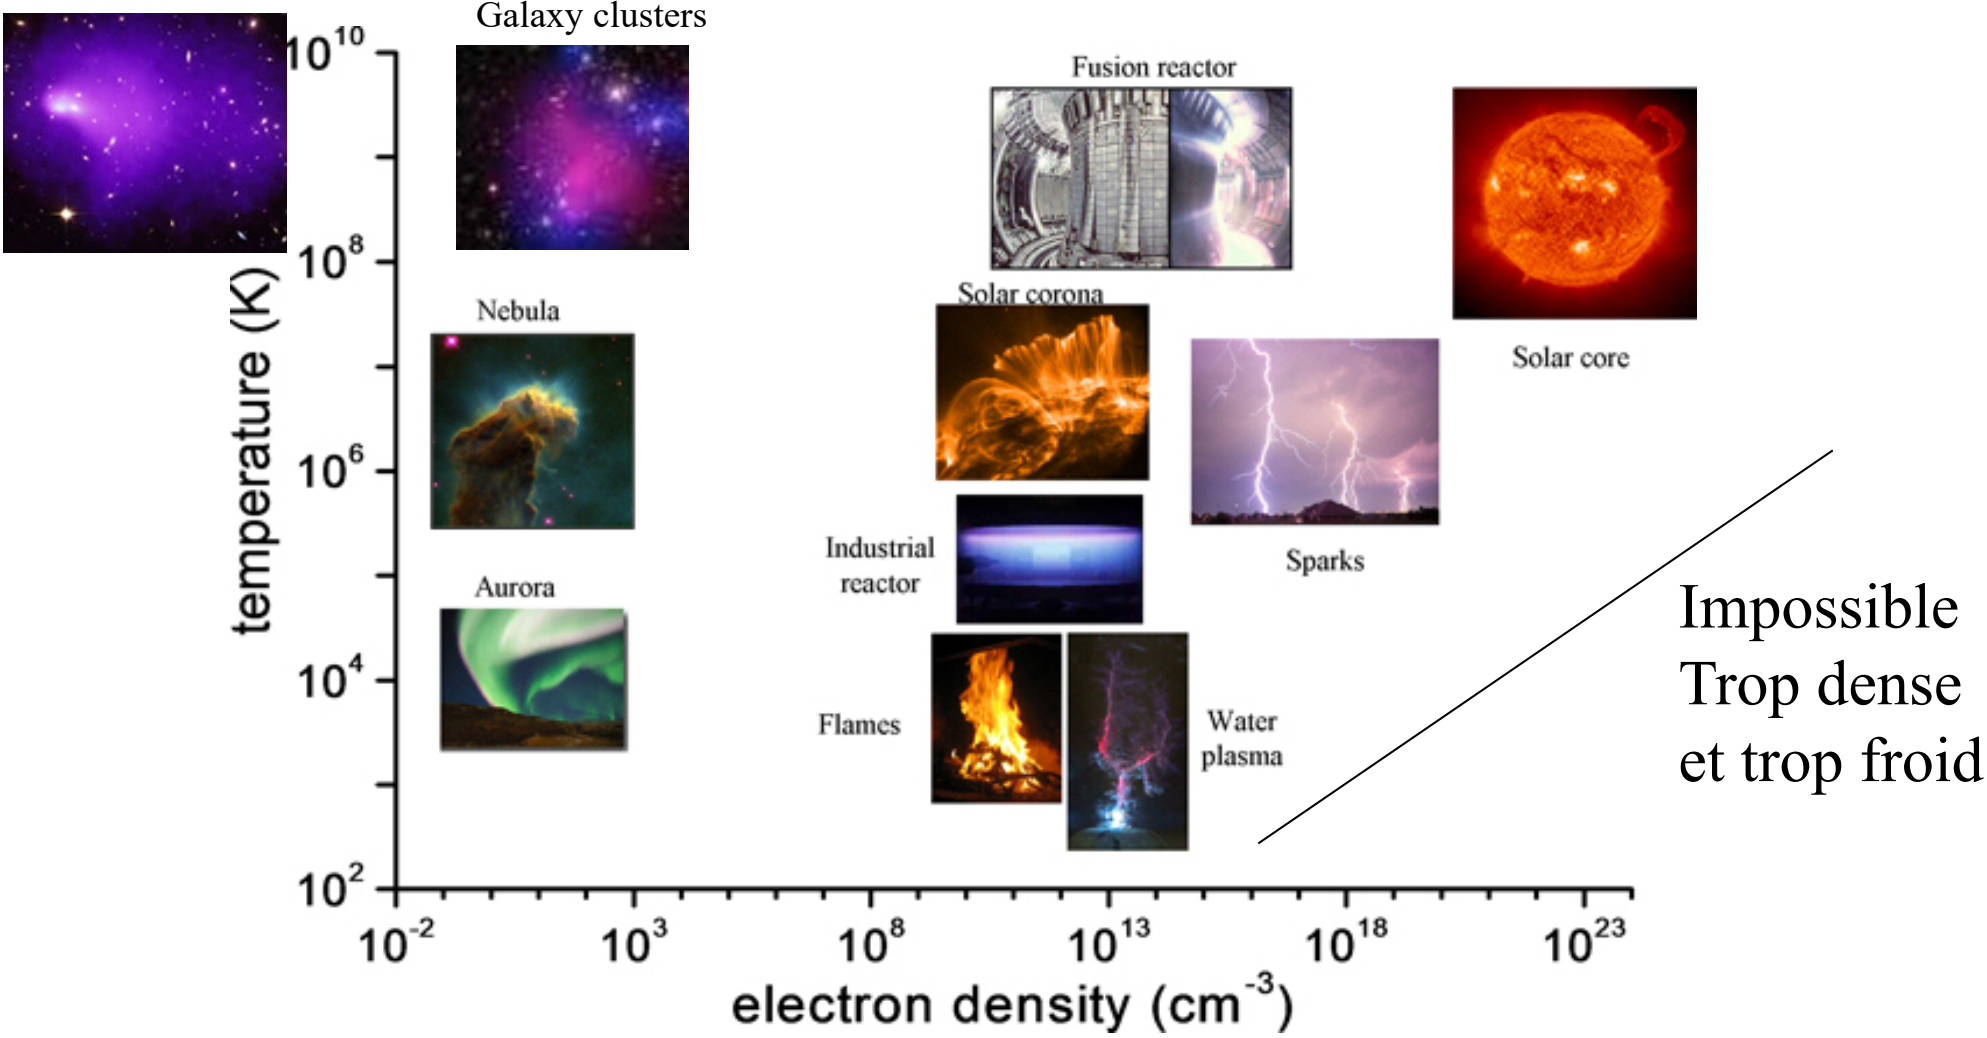 Galaxy clusters
10^10
Fusion reactor
10^8
Solar corona
Nebula
Solar core
temperature (K)
10^6
Industrial
reactor
Sparks
Aurora
Impossible
Trop dense
et trop froid
10^4
Flames
Water
plasma
10^2
10^-2 10^3 10^8 10^13 10^18 10^23
electron density (cm^-3)